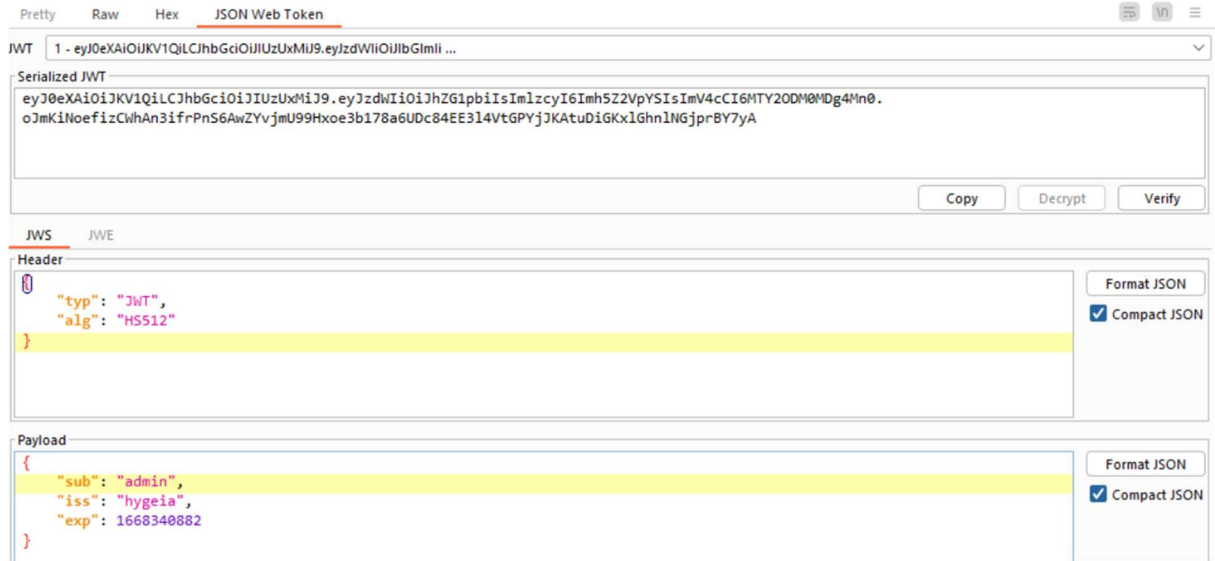 Pretty Raw Hex JSON Web Token \n
JWT 1 - eyJ0eXAiOiJKV1QiLCJhbGciOiJIUzUxMiJ9.eyJzdWIiOiJIbGlmIi ...
Serialized JWT
eyJ0eXAiOiJKV1QiLCJhbGciOiJIUzUxMiJ9.eyJzdWIiOiJhZG1pbiIsImlzcyI6Imh5Z2VpYSIsImV4cCI6MTY2ODM0MDg4Mn0.
oJmKiNoefizCWhAn3ifrPnS6AwZYvjmU99Hxoe3b178a6UDc84EE3l4VtGPYjJKAtuDiGKxlGhnlNGjprBY7yA
Copy Decrypt Verify
JWS JWE
Header
{
"typ": "JWT",
"alg": "HS512"
}
Format JSON
Compact JSON
Payload
{
"sub": "admin",
"iss": "hygeia",
"exp": 1668340882
}
Format JSON
Compact JSON